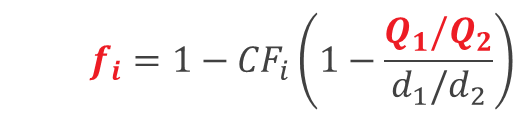 f_i = 1 − CF_i (1 − (Q_1/Q_2)/(d_1/d_2))